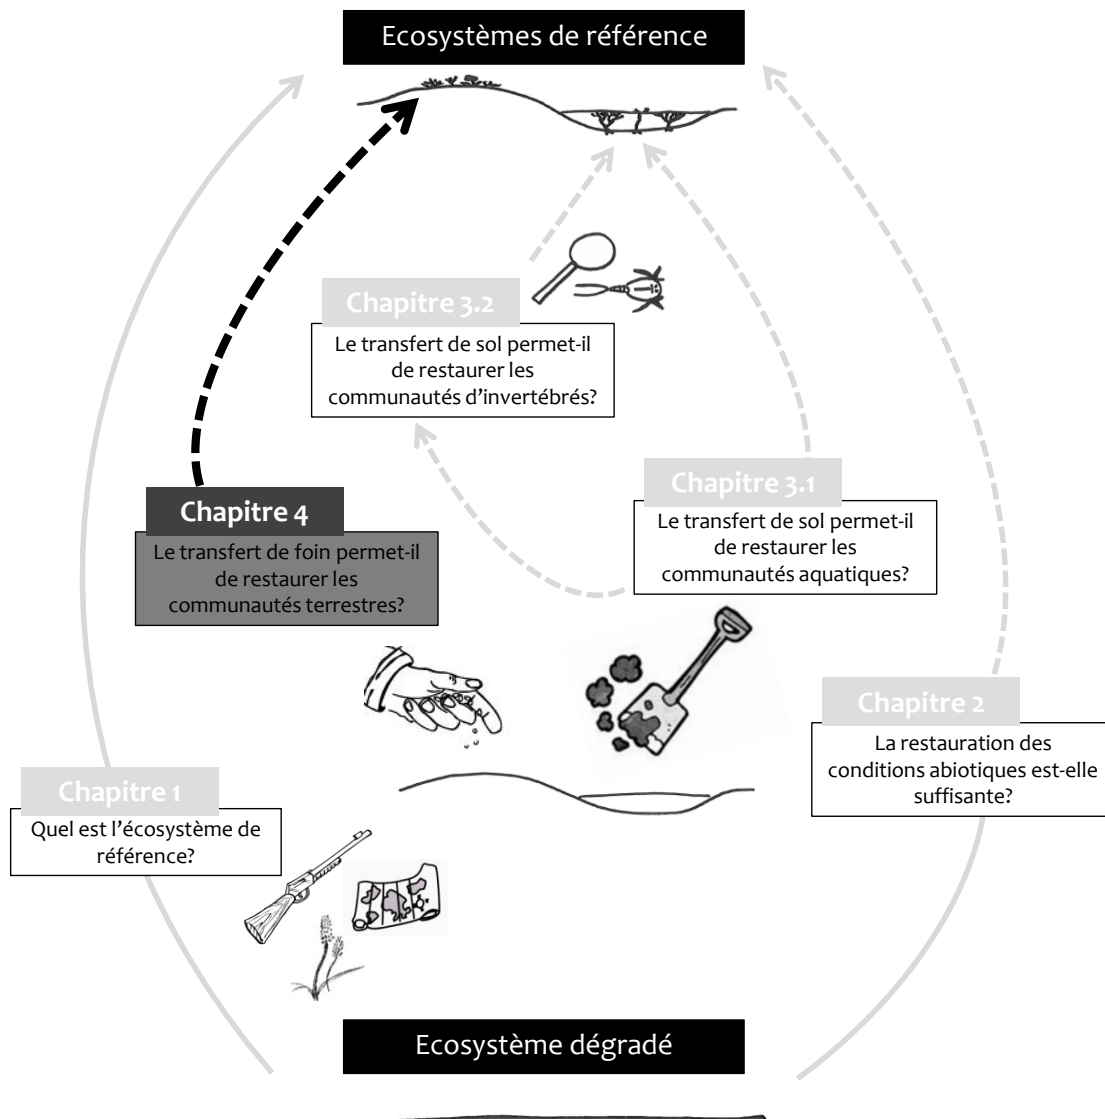 Ecosystèmes de référence
Chapitre 3.2
Le transfert de sol permet-il
de restaurer les
communautés d'invertébrés?
Chapitre 4
Le transfert de foin permet-il
de restaurer les
communautés terrestres?
Chapitre 3.1
Le transfert de sol permet-il
de restaurer les
communautés aquatiques?
Chapitre 2
La restauration des
conditions abiotiques est-elle
suffisante?
Chapitre 1
Quel est l'écosystème de
référence?
Ecosystème dégradé